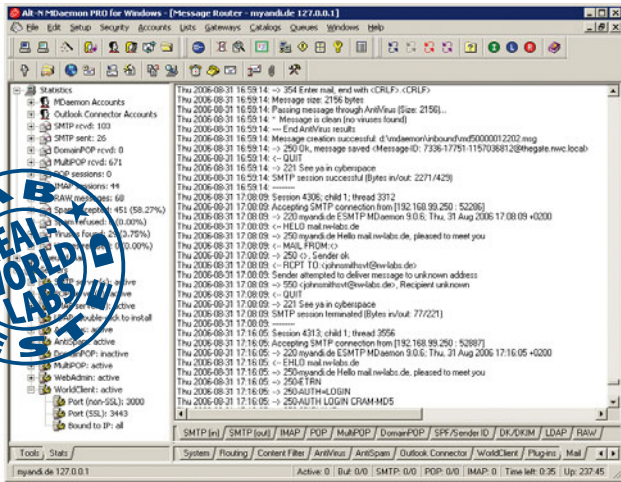 Alt-N MDaemon PRO for Windows - [Message Router - myandi.de 127.0.0.1]
File Edit Setup Security Accounts Lists Gateways Catalogs Queues Windows Help
Statistics
MDaemon Accounts
Outlook Connector Accounts
SMTP rcvd: 103
SMTP sent: 26
DomainPOP rcvd: 0
MultiPOP rcvd: 671
POP sessions: 0
IMAP sessions: 44
RAW messages: 60
451 (58.27%)
(0.00%)
(3.75%)
(0.00%)
active
active
double-click to install
active
AntiSpam: active
DomainPOP: inactive
MultiPOP: active
WebAdmin: active
WorldClient: active
Port (non-SSL): 3000
Port (SSL): 3443
Bound to IP: all
LAB
REAL
WORLD
LABS
TESTED
Thu 2006-08-31 16:59:14: -> 354 Enter mail, end with <CRLF>.<CRLF>
Thu 2006-08-31 16:59:14: Message size: 2156 bytes
Thu 2006-08-31 16:59:14: Passing message through AntiVirus (Size: 2156)...
Thu 2006-08-31 16:59:14: * Message is clean (no viruses found)
Thu 2006-08-31 16:59:14: --- End AntiVirus results
Thu 2006-08-31 16:59:14: Message creation successful: d:\mdaemon\inbound\md50000012202.msg
Thu 2006-08-31 16:59:14: -> 250 Ok, message saved <Message-ID: 7336-17751-1157036812@thegate.nwc.local>
Thu 2006-08-31 16:59:14: <- QUIT
Thu 2006-08-31 16:59:14: -> 221 See ya in cyberspace
Thu 2006-08-31 16:59:14: SMTP session successful (Bytes in/out: 2271/429)
Thu 2006-08-31 16:59:14: --------
Thu 2006-08-31 17:08:09: Session 4306; child 1; thread 3312
Thu 2006-08-31 17:08:09: Accepting SMTP connection from [192.168.99.250 : 52286]
Thu 2006-08-31 17:08:09: -> 220 myandi.de ESMTP MDaemon 9.0.6; Thu, 31 Aug 2006 17:08:09 +0200
Thu 2006-08-31 17:08:09: <- HELO mail.nw-labs.de
Thu 2006-08-31 17:08:09: -> 250 myandi.de Hello mail.nw-labs.de, pleased to meet you
Thu 2006-08-31 17:08:09: <- MAIL FROM:<>
Thu 2006-08-31 17:08:09: -> 250 <>, Sender ok
Thu 2006-08-31 17:08:09: <- RCPT TO:<johnsmithsvt@nw-labs.de>
Thu 2006-08-31 17:08:09: Sender attempted to deliver message to unknown address
Thu 2006-08-31 17:08:09: -> 550 <johnsmithsvt@nw-labs.de>, Recipient unknown
Thu 2006-08-31 17:08:09: <- QUIT
Thu 2006-08-31 17:08:09: -> 221 See ya in cyberspace
Thu 2006-08-31 17:08:09: SMTP session terminated (Bytes in/out: 77/221)
Thu 2006-08-31 17:08:09: --------
Thu 2006-08-31 17:16:05: Session 4313; child 1; thread 3556
Thu 2006-08-31 17:16:05: Accepting SMTP connection from [192.168.99.250 : 52887]
Thu 2006-08-31 17:16:05: -> 220 myandi.de ESMTP MDaemon 9.0.6; Thu, 31 Aug 2006 17:16:05 +0200
Thu 2006-08-31 17:16:05: <- EHLO mail.nw-labs.de
Thu 2006-08-31 17:16:05: -> 250-myandi.de Hello mail.nw-labs.de, pleased to meet you
Thu 2006-08-31 17:16:05: -> 250-ETRN
Thu 2006-08-31 17:16:05: -> 250-AUTH=LOGIN
Thu 2006-08-31 17:16:05: -> 250-AUTH LOGIN CRAM-MD5
SMTP (in) SMTP (out) IMAP POP MultiPOP DomainPOP SPF/Sender ID DK/DKIM LDAP RAW
Tools Stats System Routing Content Filter AntiVirus AntiSpam Outlook Connector WorldClient Plug-ins Mail
myandi.de 127.0.0.1 Active: 0 Buf: 0/0 SMTP: 0/0 POP: 0/0 IMAP: 0 Time left: 0:35 Up: 237:45